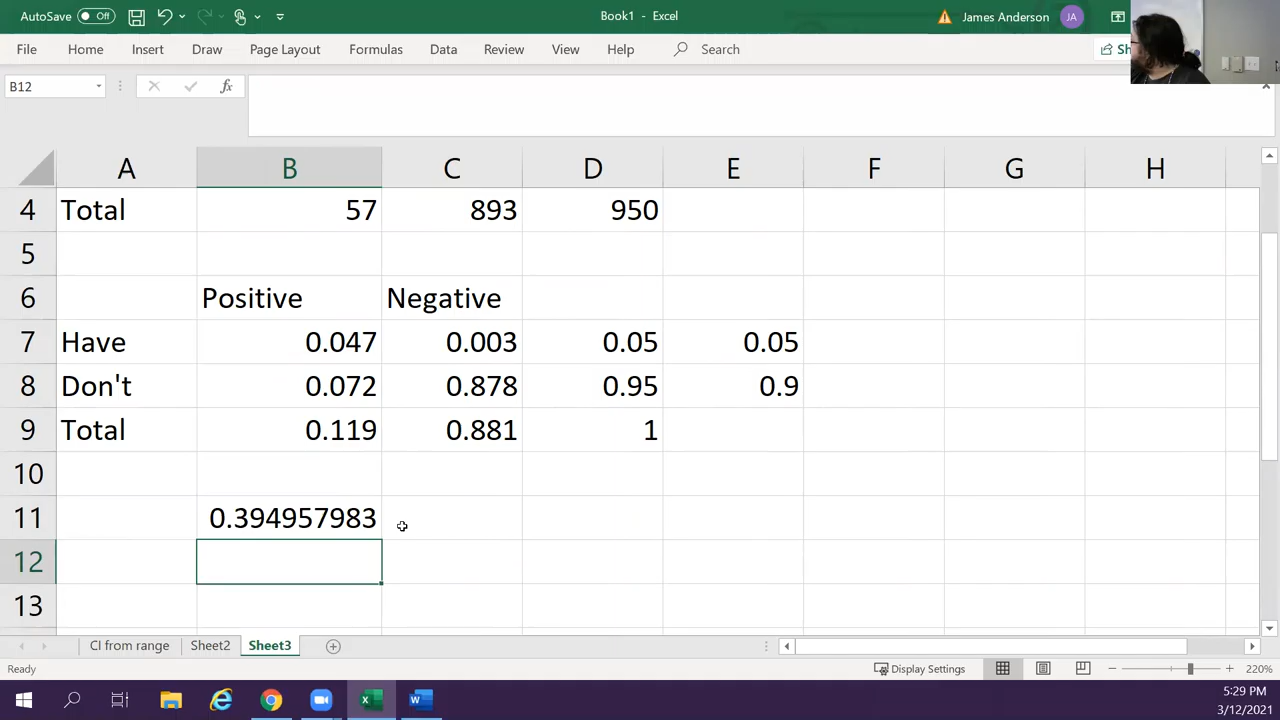 AutoSave Off Book1 - Excel James Anderson JA
File Home Insert Draw Page Layout Formulas Data Review View Help Search
B12 fx
A B C D E F G H
4 Total 57 893 950
5
6 Positive Negative
7 Have 0.047 0.003 0.05 0.05
8 Don't 0.072 0.878 0.95 0.9
9 Total 0.119 0.881 1
10
11 0.394957983
12
13
CI from range Sheet2 Sheet3
Ready Display Settings 220%
5:29 PM
3/12/2021